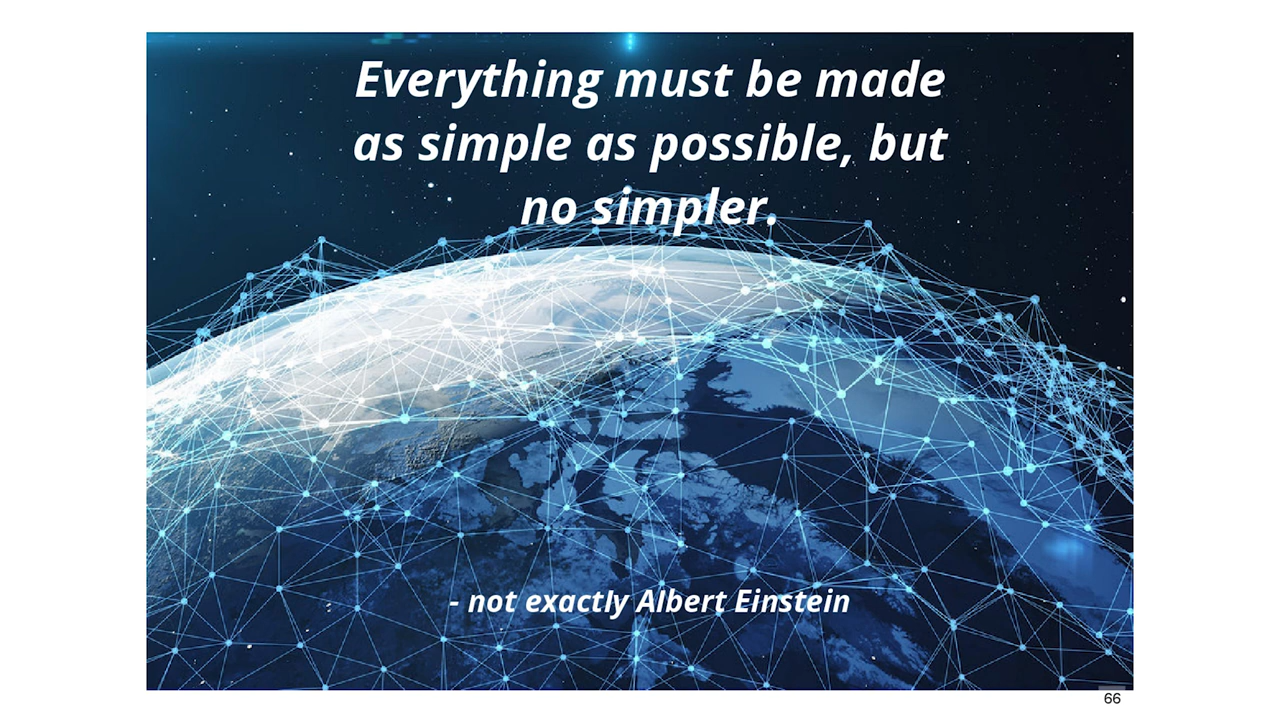 Everything must be made
as simple as possible, but
no simpler.
- not exactly Albert Einstein
66